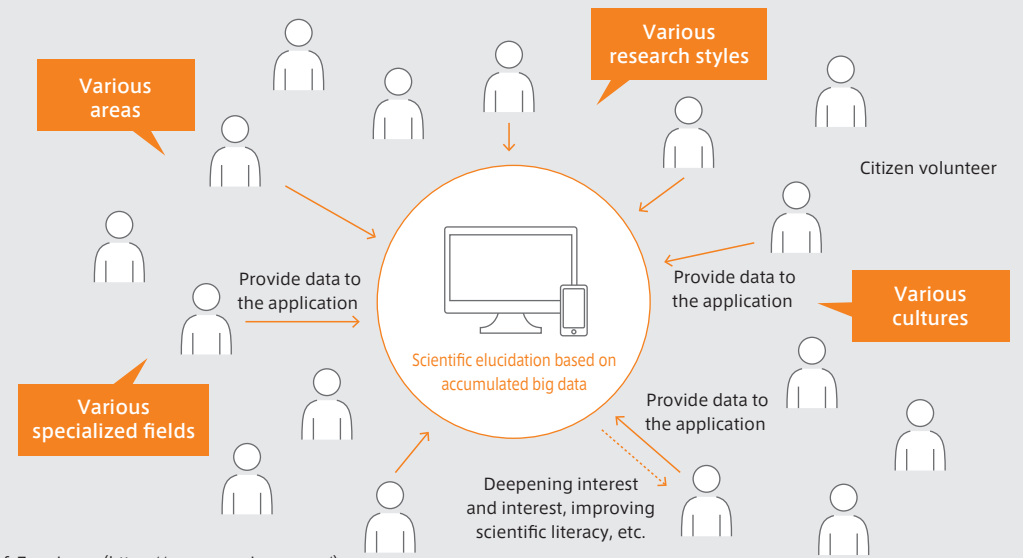 Various
research styles
Various
areas
Citizen volunteer
Provide data to
the application
Provide data to
the application
Various
cultures
Scientific elucidation based on
accumulated big data
Various
specialized fields
Provide data to
the application
Deepening interest
and interest, improving
scientific literacy, etc.